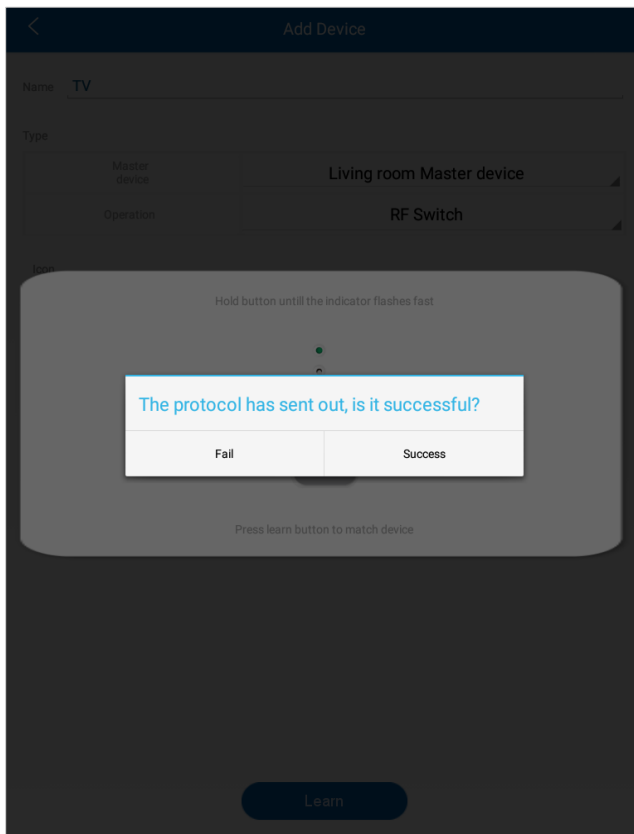 Add Device
Name TV
Type
Master
device
Living room Master device
Operation RF Switch
Icon
Hold button untill the indicator flashes fast
The protocol has sent out, is it successful?
Fail Success
Press learn button to match device
Learn